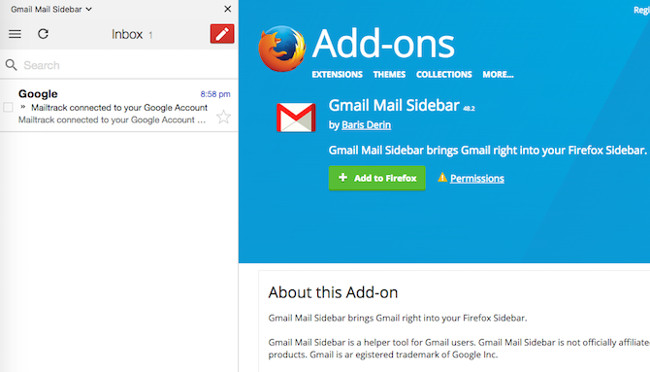 Gmail Mail Sidebar
Inbox 1
Search
Google 8:58 pm
» Mailtrack connected to your Google Account
Mailtrack connected to your Google Account ...
Regi
Add-ons
EXTENSIONS THEMES COLLECTIONS MORE...
Gmail Mail Sidebar 48.2
by Baris Derin
Gmail Mail Sidebar brings Gmail right into your Firefox Sidebar.
+ Add to Firefox Permissions
About this Add-on
Gmail Mail Sidebar brings Gmail right into your Firefox Sidebar.
Gmail Mail Sidebar is a helper tool for Gmail users. Gmail Mail Sidebar is not officially affiliate
products. Gmail is ar egistered trademark of Google Inc.